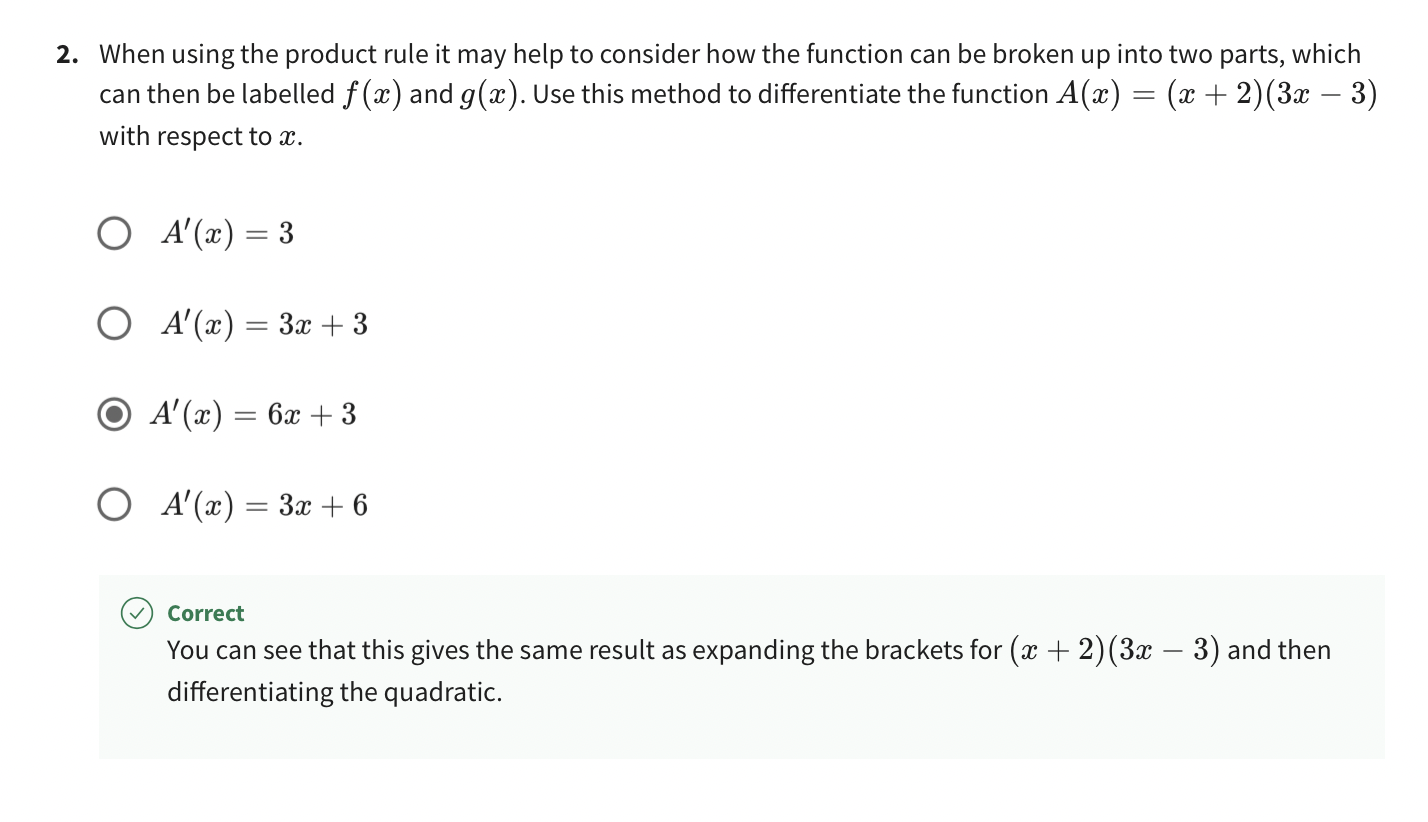 2. When using the product rule it may help to consider how the function can be broken up into two parts, which
can then be labelled f(x) and g(x). Use this method to differentiate the function A(x) = (x + 2)(3x − 3)
with respect to x.
A′(x) = 3
A′(x) = 3x + 3
A′(x) = 6x + 3
A′(x) = 3x + 6
Correct
You can see that this gives the same result as expanding the brackets for (x + 2)(3x − 3) and then
differentiating the quadratic.